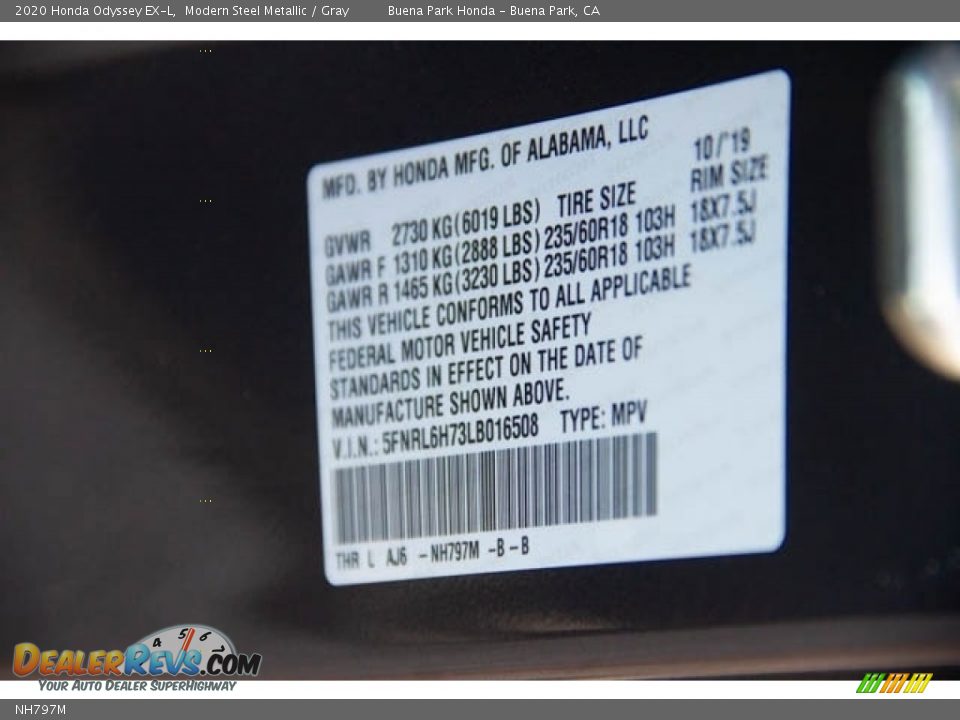 2020 Honda Odyssey EX-L, Modern Steel Metallic / Gray Buena Park Honda - Buena Park, CA
MFD. BY HONDA MFG. OF ALABAMA, LLC 10/'19
GVWR 2730 KG(6019 LBS) TIRE SIZE RIM SIZE
GAWR F 1310 KG(2888 LBS) 235/60R18 103H 18X7.5J
GAWR R 1465 KG(3230 LBS) 235/60R18 103H 18X7.5J
THIS VEHICLE CONFORMS TO ALL APPLICABLE
FEDERAL MOTOR VEHICLE SAFETY
STANDARDS IN EFFECT ON THE DATE OF
MANUFACTURE SHOWN ABOVE.
V.I.N.: 5FNRL6H73LB016508 TYPE: MPV
THR L AJ6 -NH797M -B-B
4 5 6
DEALERREVS.COM
YOUR AUTO DEALER SUPERHIGHWAY
NH797M